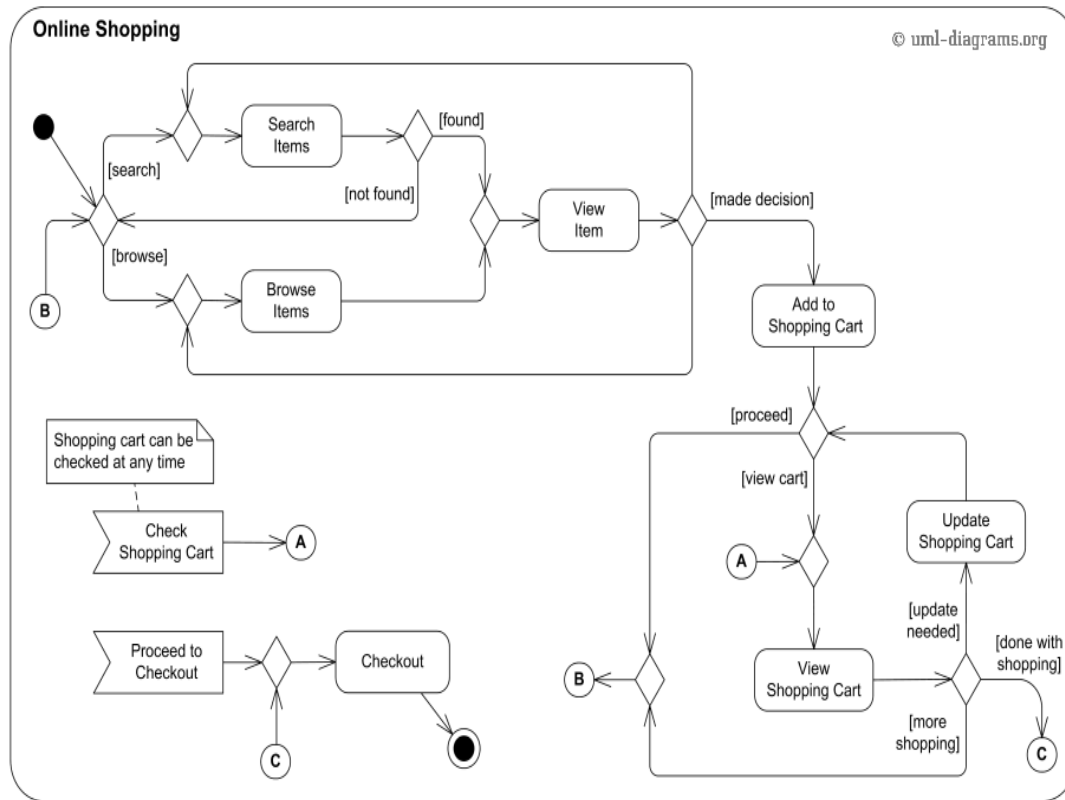 Online Shopping
© uml-diagrams.org
Search
Items
[found]
[search]
[not found]
View
Item
[made decision]
[browse]
Browse
Items
B
Add to
Shopping Cart
Shopping cart can be
checked at any time
[proceed]
[view cart]
Check
Shopping Cart
A
Update
Shopping Cart
A
[update
needed]
Proceed to
Checkout
Checkout
[done with
shopping]
B
View
Shopping Cart
[more
shopping]
C
C